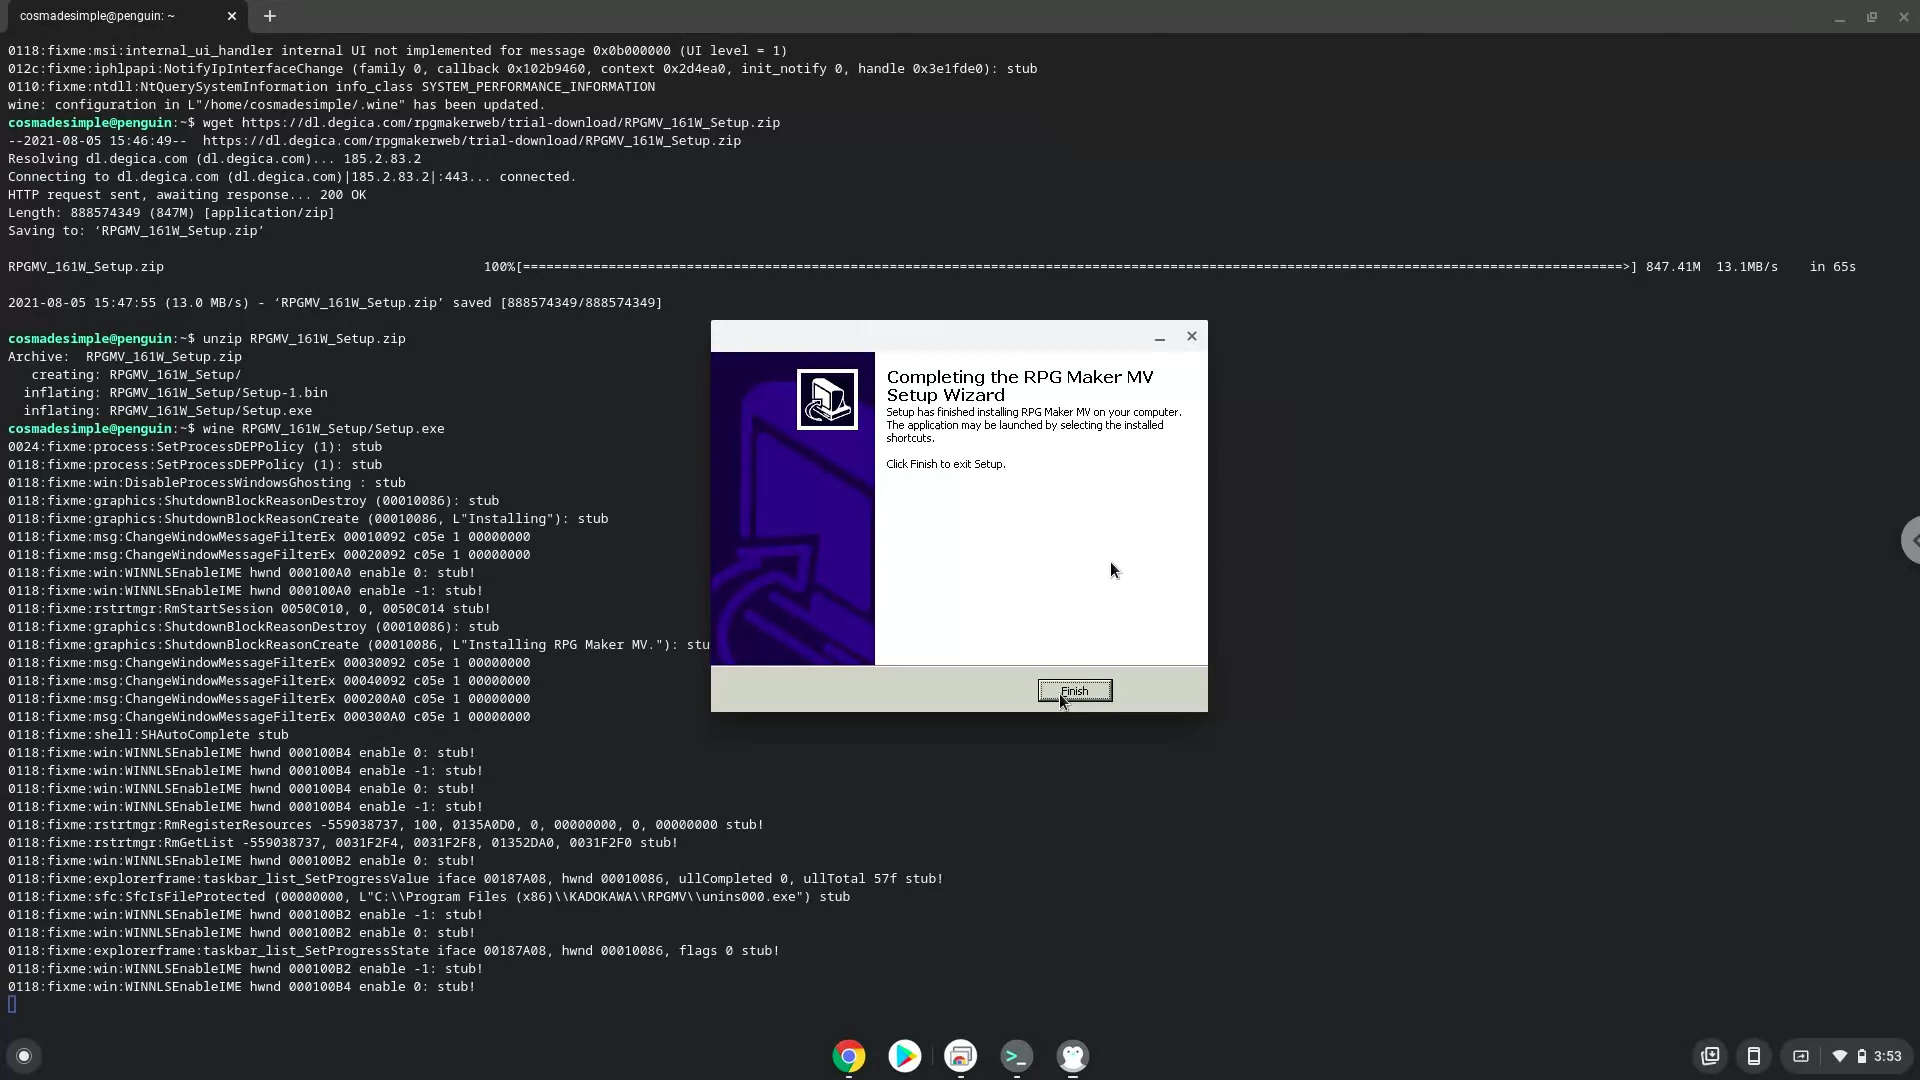 cosmadesimple@penguin: ~
0118:fixme:msi:internal_ui_handler internal UI not implemented for message 0x0b000000 (UI level = 1)
012c:fixme:iphlpapi:NotifyIpInterfaceChange (family 0, callback 0x102b9460, context 0x2d4ea0, init_notify 0, handle 0x3e1fde0): stub
0110:fixme:ntdll:NtQuerySystemInformation info_class SYSTEM_PERFORMANCE_INFORMATION
wine: configuration in L"/home/cosmadesimple/.wine" has been updated.
cosmadesimple@penguin:~$ wget https://dl.degica.com/rpgmakerweb/trial-download/RPGMV_161W_Setup.zip
--2021-08-05 15:46:49--  https://dl.degica.com/rpgmakerweb/trial-download/RPGMV_161W_Setup.zip
Resolving dl.degica.com (dl.degica.com)... 185.2.83.2
Connecting to dl.degica.com (dl.degica.com)|185.2.83.2|:443... connected.
HTTP request sent, awaiting response... 200 OK
Length: 888574349 (847M) [application/zip]
Saving to: ‘RPGMV_161W_Setup.zip’
RPGMV_161W_Setup.zip 100%[=============================================================================================================================================>] 847.41M  13.1MB/s    in 65s
2021-08-05 15:47:55 (13.0 MB/s) - ‘RPGMV_161W_Setup.zip’ saved [888574349/888574349]
cosmadesimple@penguin:~$ unzip RPGMV_161W_Setup.zip
Archive:  RPGMV_161W_Setup.zip
creating: RPGMV_161W_Setup/
inflating: RPGMV_161W_Setup/Setup-1.bin
inflating: RPGMV_161W_Setup/Setup.exe
cosmadesimple@penguin:~$ wine RPGMV_161W_Setup/Setup.exe
0024:fixme:process:SetProcessDEPPolicy (1): stub
0118:fixme:process:SetProcessDEPPolicy (1): stub
0118:fixme:win:DisableProcessWindowsGhosting : stub
0118:fixme:graphics:ShutdownBlockReasonDestroy (00010086): stub
0118:fixme:graphics:ShutdownBlockReasonCreate (00010086, L"Installing"): stub
0118:fixme:msg:ChangeWindowMessageFilterEx 00010092 c05e 1 00000000
0118:fixme:msg:ChangeWindowMessageFilterEx 00020092 c05e 1 00000000
0118:fixme:win:WINNLSEnableIME hwnd 000100A0 enable 0: stub!
0118:fixme:win:WINNLSEnableIME hwnd 000100A0 enable -1: stub!
0118:fixme:rstrtmgr:RmStartSession 0050C010, 0, 0050C014 stub!
0118:fixme:graphics:ShutdownBlockReasonDestroy (00010086): stub
0118:fixme:graphics:ShutdownBlockReasonCreate (00010086, L"Installing RPG Maker MV."): stu
0118:fixme:msg:ChangeWindowMessageFilterEx 00030092 c05e 1 00000000
0118:fixme:msg:ChangeWindowMessageFilterEx 00040092 c05e 1 00000000
0118:fixme:msg:ChangeWindowMessageFilterEx 000200A0 c05e 1 00000000
0118:fixme:msg:ChangeWindowMessageFilterEx 000300A0 c05e 1 00000000
0118:fixme:shell:SHAutoComplete stub
0118:fixme:win:WINNLSEnableIME hwnd 000100B4 enable 0: stub!
0118:fixme:win:WINNLSEnableIME hwnd 000100B4 enable -1: stub!
0118:fixme:win:WINNLSEnableIME hwnd 000100B4 enable 0: stub!
0118:fixme:win:WINNLSEnableIME hwnd 000100B4 enable -1: stub!
0118:fixme:rstrtmgr:RmRegisterResources -559038737, 100, 0135A0D0, 0, 00000000, 0, 00000000 stub!
0118:fixme:rstrtmgr:RmGetList -559038737, 0031F2F4, 0031F2F8, 01352DA0, 0031F2F0 stub!
0118:fixme:win:WINNLSEnableIME hwnd 000100B2 enable 0: stub!
0118:fixme:explorerframe:taskbar_list_SetProgressValue iface 00187A08, hwnd 00010086, ullCompleted 0, ullTotal 57f stub!
0118:fixme:sfc:SfcIsFileProtected (00000000, L"C:\\Program Files (x86)\\KADOKAWA\\RPGMV\\unins000.exe") stub
0118:fixme:win:WINNLSEnableIME hwnd 000100B2 enable -1: stub!
0118:fixme:win:WINNLSEnableIME hwnd 000100B2 enable 0: stub!
0118:fixme:explorerframe:taskbar_list_SetProgressState iface 00187A08, hwnd 00010086, flags 0 stub!
0118:fixme:win:WINNLSEnableIME hwnd 000100B2 enable -1: stub!
0118:fixme:win:WINNLSEnableIME hwnd 000100B4 enable 0: stub!
Completing the RPG Maker MV
Setup Wizard
Setup has finished installing RPG Maker MV on your computer.
The application may be launched by selecting the installed
shortcuts.
Click Finish to exit Setup.
Finish
3:53